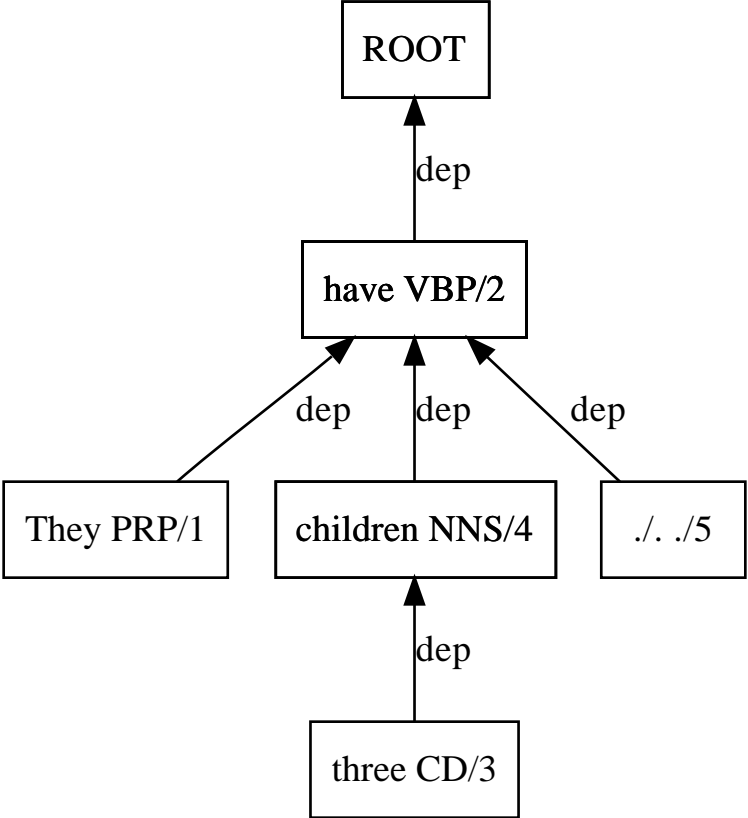 ROOT
dep
have VBP/2
dep dep dep
They PRP/1 children NNS/4 ./. ./5
dep
three CD/3